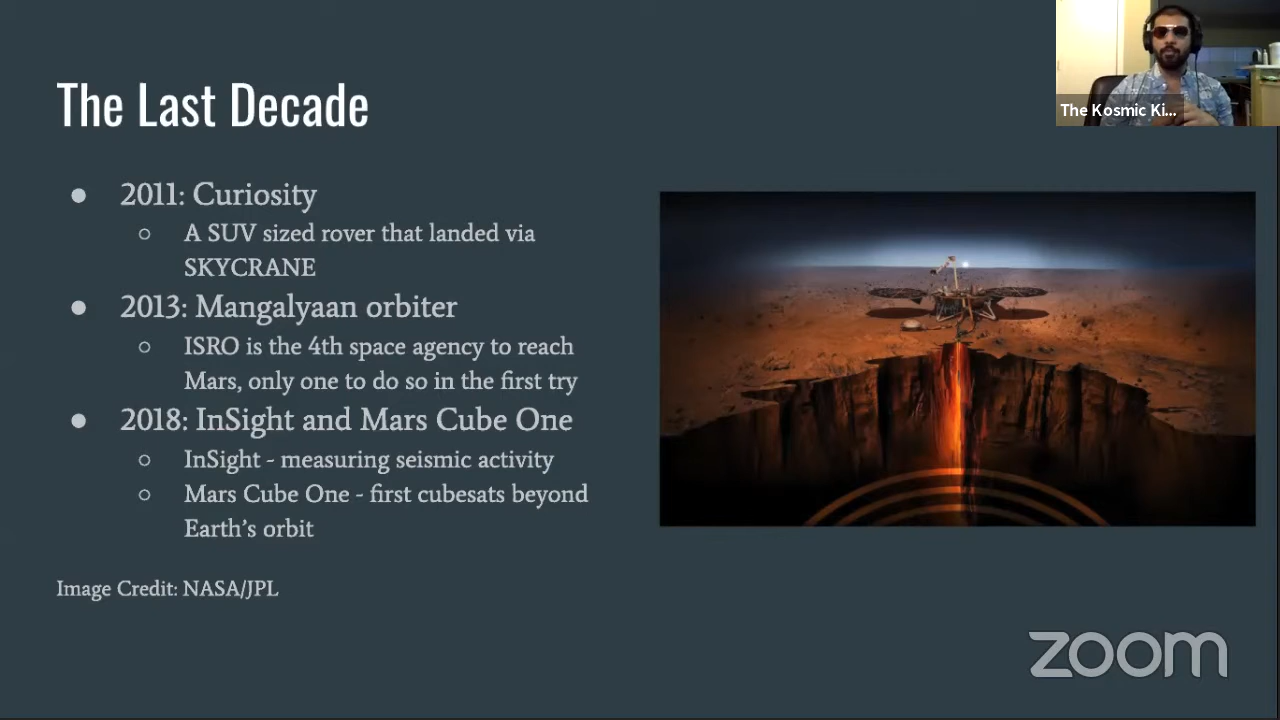 The Last Decade
The Kosmic Ki...
● 2011: Curiosity
○ A SUV sized rover that landed via
SKYCRANE
● 2013: Mangalyaan orbiter
○ ISRO is the 4th space agency to reach
Mars, only one to do so in the first try
● 2018: InSight and Mars Cube One
○ InSight - measuring seismic activity
○ Mars Cube One - first cubesats beyond
Earth's orbit
Image Credit: NASA/JPL
zoom